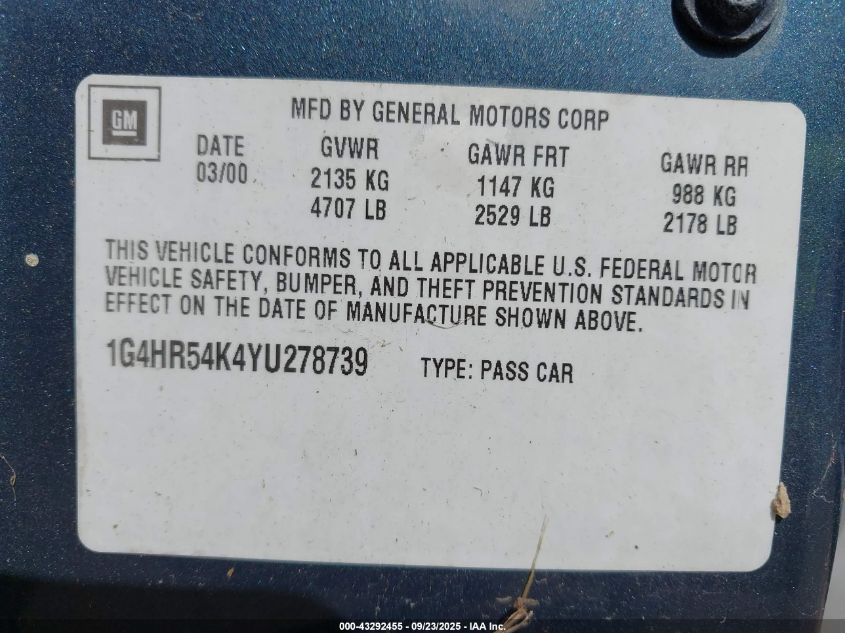 GM
MFD BY GENERAL MOTORS CORP
DATE GVWR GAWR FRT GAWR RR
03/00 2135 KG 1147 KG 988 KG
4707 LB 2529 LB 2178 LB
THIS VEHICLE CONFORMS TO ALL APPLICABLE U.S. FEDERAL MOTOR
VEHICLE SAFETY, BUMPER, AND THEFT PREVENTION STANDARDS IN
EFFECT ON THE DATE OF MANUFACTURE SHOWN ABOVE.
1G4HR54K4YU278739 TYPE: PASS CAR
000-43292455 - 09/23/2025 - IAA Inc.